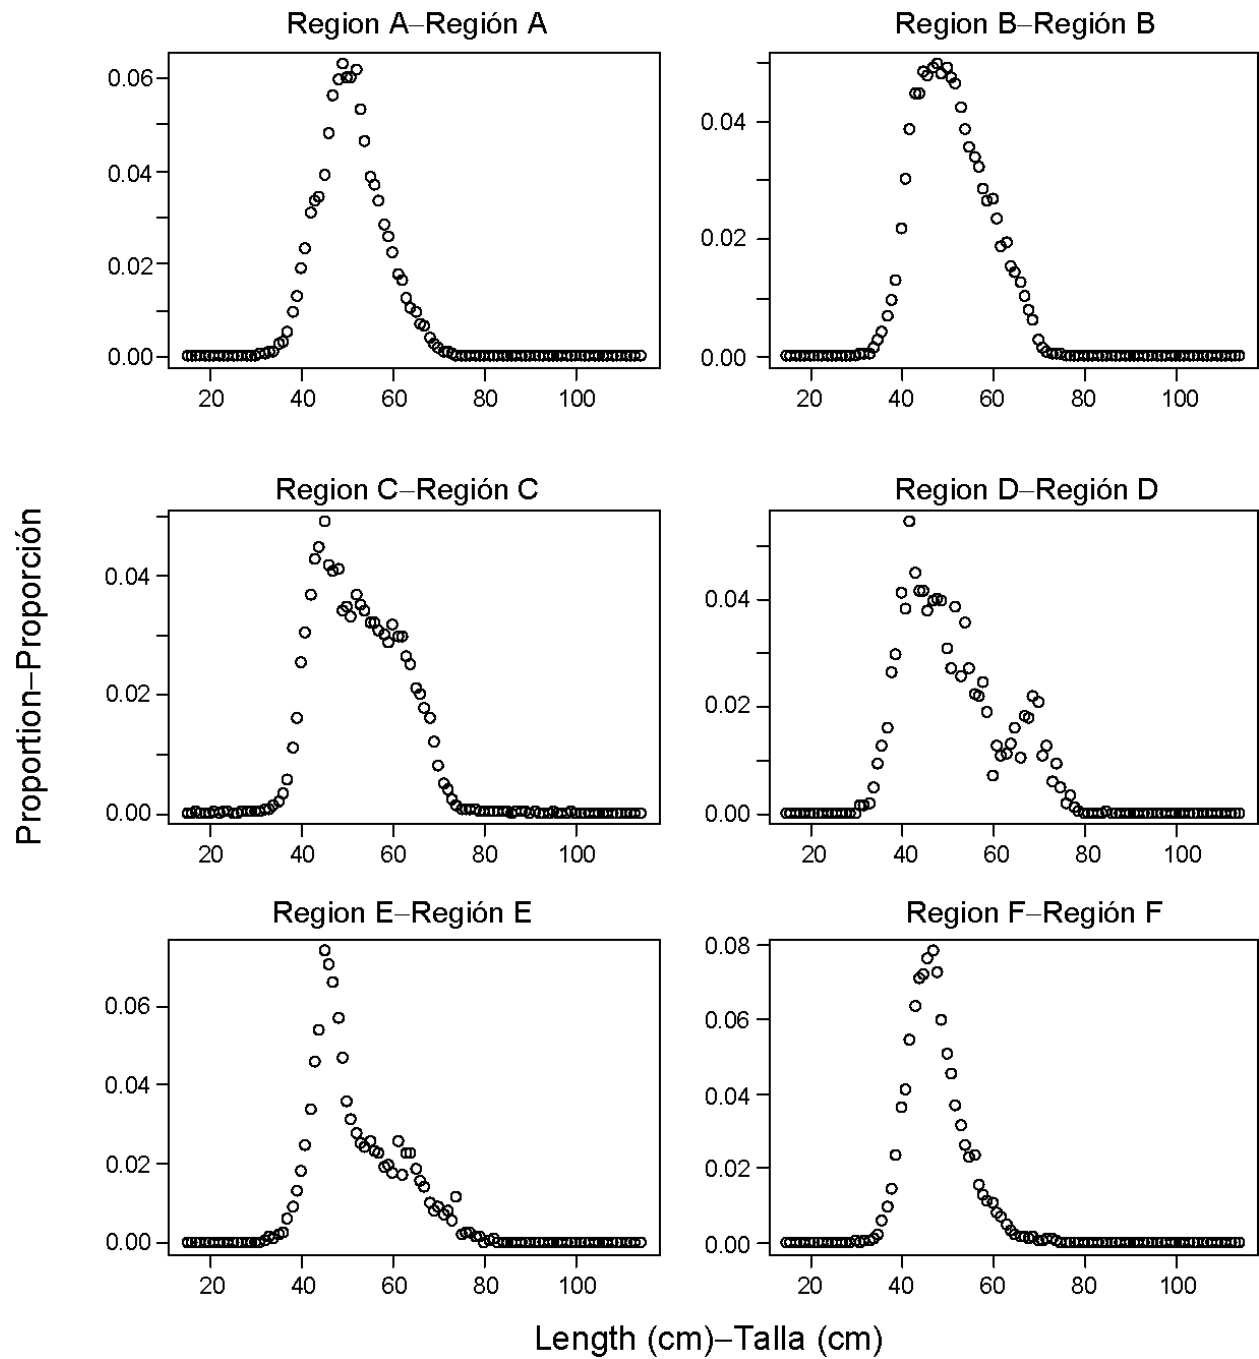 Region A–Región A
Region B–Región B
0.06
0.04
0.02
0.00
20 40 60 80 100
0.04
0.02
0.00
20 40 60 80 100
Proportion–Proporción
Region C–Región C
Region D–Región D
0.04
0.02
0.00
20 40 60 80 100
0.04
0.02
0.00
20 40 60 80 100
Region E–Región E
Region F–Región F
0.06
0.04
0.02
0.00
20 40 60 80 100
0.08
0.06
0.04
0.02
0.00
20 40 60 80 100
Length (cm)–Talla (cm)